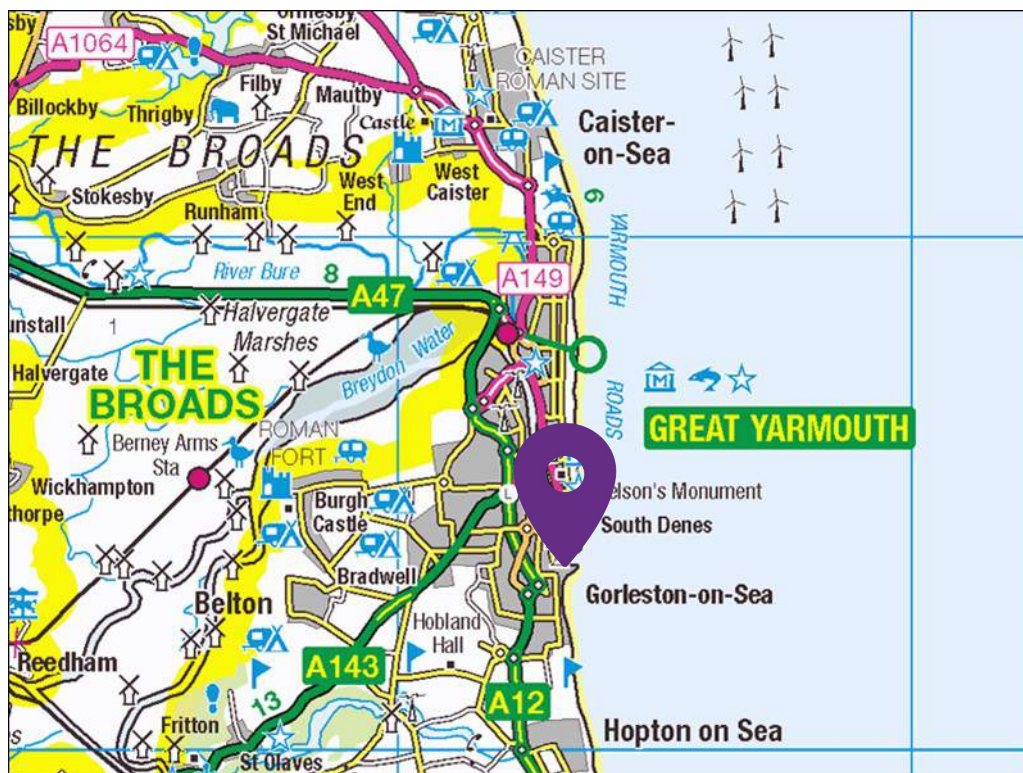 sby
Ormesby
St Michael
A1064
Billockby
Thrigby
Filby
Mautby
CAISTER
ROMAN SITE
Castle
Caister-
on-Sea
THE BROADS
West
End
West
Caister
Stokesby
Runham
6
YARMOUTH
River Bure
8
A47
A149
unstall
1
Halvergate
Marshes
Halvergate
THE
BROADS
Breydon Water
ROADS
M
GREAT YARMOUTH
Berney Arms
Sta
ROMAN
FORT
Wickhampton
thorpe
L
elson's Monument
South Denes
Burgh
Castle
Bradwell
Gorleston-on-Sea
Belton
Hobland
Hall
Reedham
A143
13
A12
Fritton
St Olaves
Hopton on Sea